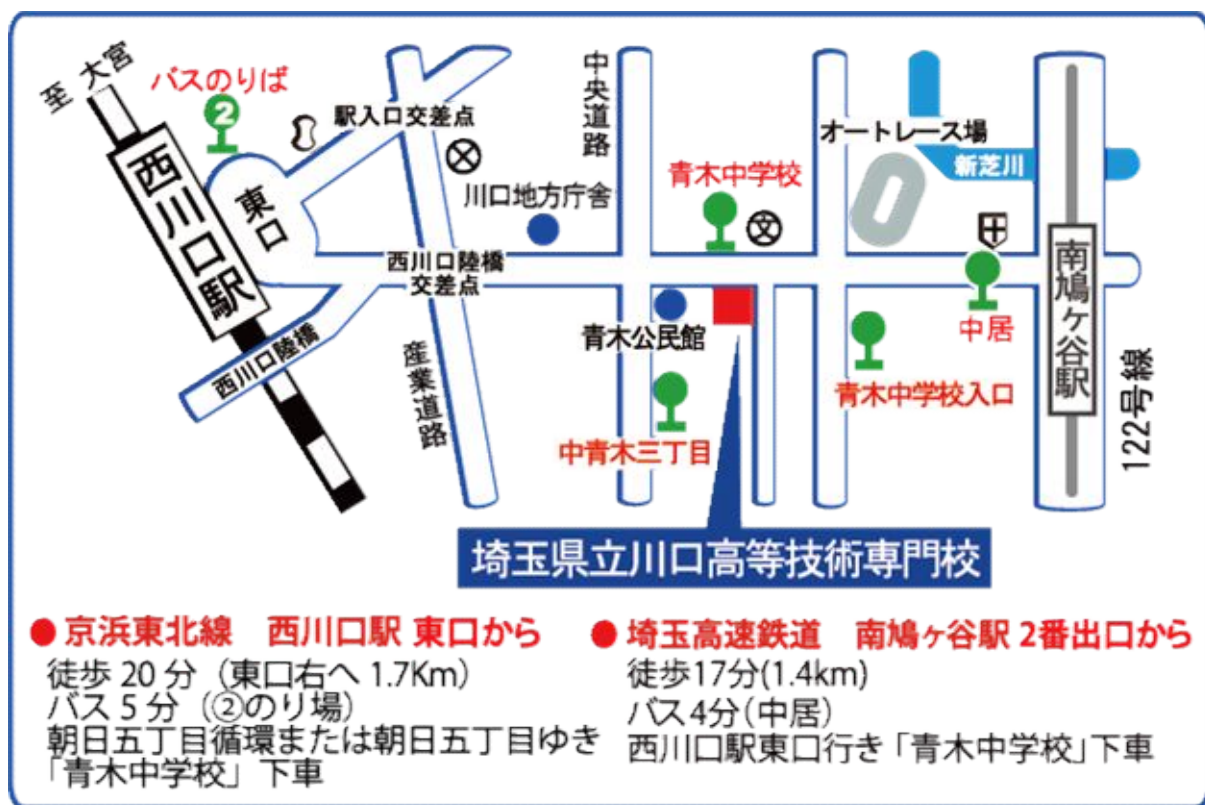 至 大宮
バスのりば
2
西川口駅
東口
駅入口交差点
川口地方庁舎
西川口陸橋
交差点
西川口陸橋
産業道路
中央道路
青木中学校
文
オートレース場
新芝川
青木公民館
中青木三丁目
青木中学校入口
中居
南鳩ヶ谷駅
122号線
埼玉県立川口高等技術専門校
● 京浜東北線 西川口駅 東口から
徒歩 20 分（東口右へ 1.7Km）
バス 5 分（②のり場）
朝日五丁目循環または朝日五丁目ゆき
「青木中学校」下車
● 埼玉高速鉄道 南鳩ヶ谷駅 2番出口から
徒歩17分(1.4km)
バス4分（中居）
西川口駅東口行き「青木中学校」下車